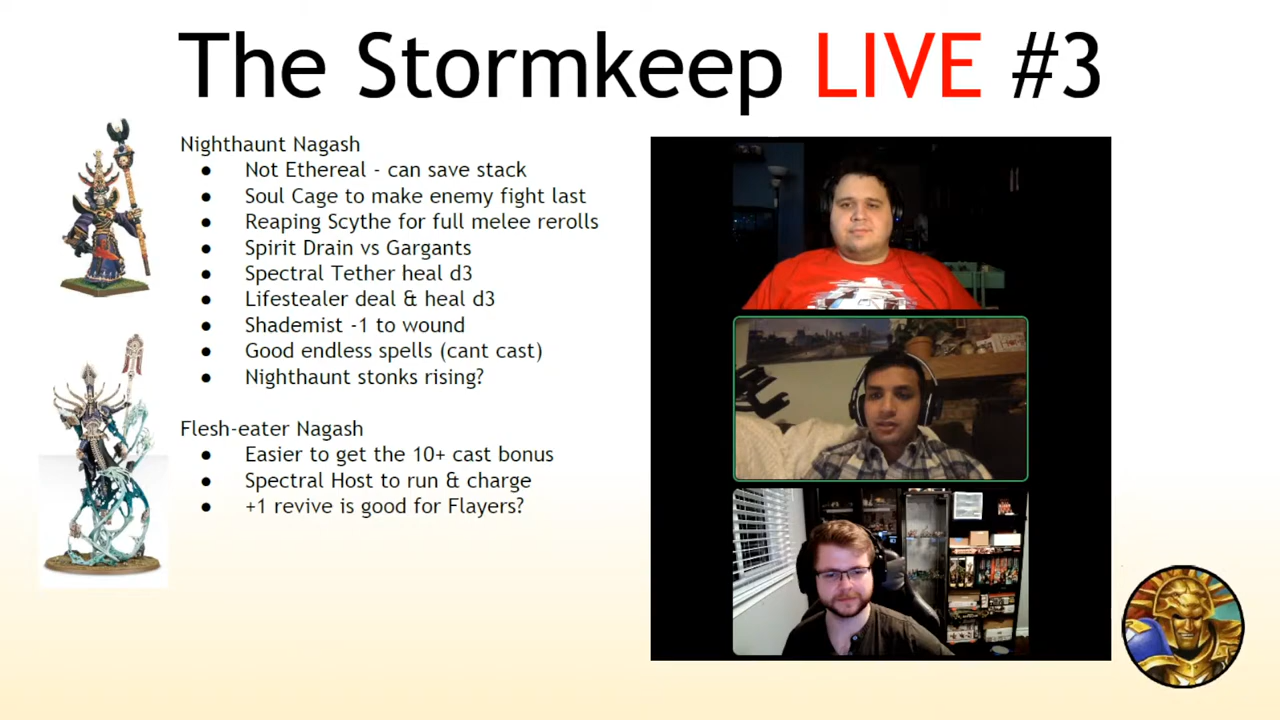 The Stormkeep LIVE #3
Nighthaunt Nagash
● Not Ethereal - can save stack
● Soul Cage to make enemy fight last
● Reaping Scythe for full melee rerolls
● Spirit Drain vs Gargants
● Spectral Tether heal d3
● Lifestealer deal & heal d3
● Shademist -1 to wound
● Good endless spells (cant cast)
● Nighthaunt stonks rising?
Flesh-eater Nagash
● Easier to get the 10+ cast bonus
● Spectral Host to run & charge
● +1 revive is good for Flayers?